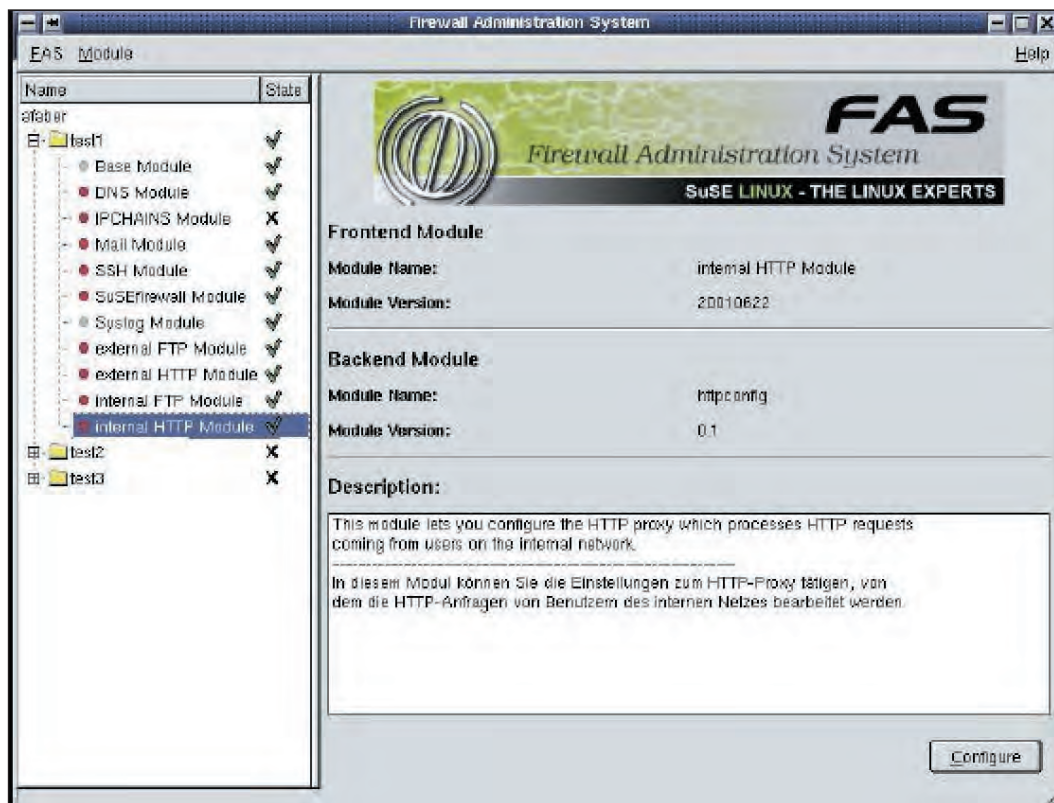 Firewall Administration System
FAS Module Help
Name State
afaber
test1
Base Module
DNS Module
IPCHAINS Module
Mail Module
SSH Module
SuSEfirewall Module
Syslog Module
external FTP Module
external HTTP Module
internal FTP Module
internal HTTP Module
test2
test3
FAS
Firewall Administration System
SuSE LINUX - THE LINUX EXPERTS
Frontend Module
Module Name: internal HTTP Module
Module Version: 20010622
Backend Module
Module Name: httpconfig
Module Version: 0.1
Description:
This module lets you configure the HTTP proxy which processes HTTP requests
coming from users on the internal network.
In diesem Modul können Sie die Einstellungen zum HTTP-Proxy tätigen, von
dem die HTTP-Anfragen von Benutzern des internen Netzes bearbeitet werden.
Configure